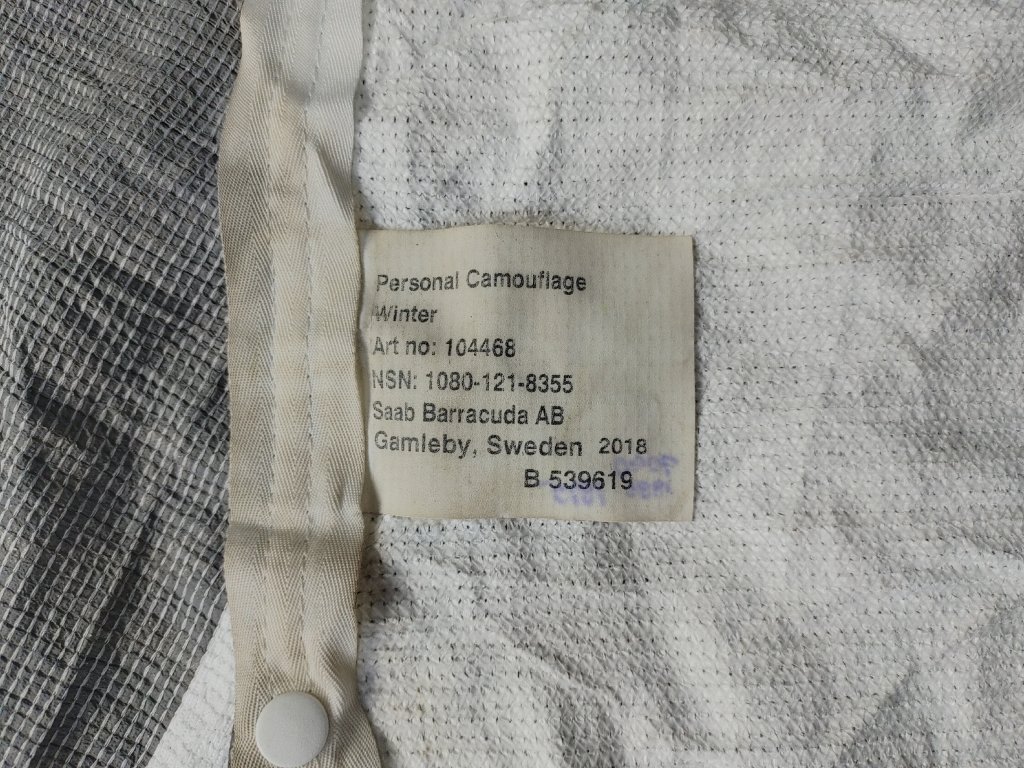 Personal Camouflage
Winter
Art no: 104468
NSN: 1080-121-8355
Saab Barracuda AB
Gamleby, Sweden 2018
B 539619